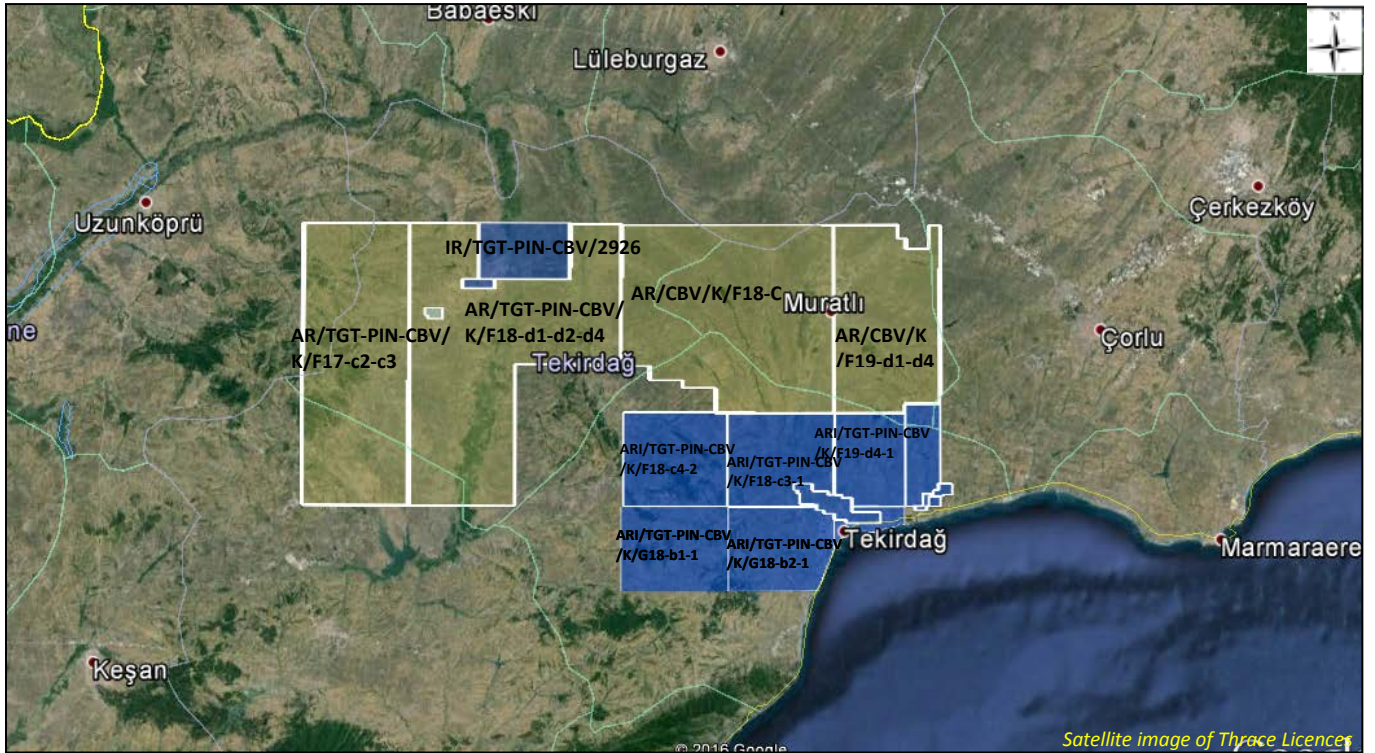 Babaeski
N
Lüleburgaz
Uzunköprü
Çerkezköy
IR/TGT-PIN-CBV/2926
AR/TGT-PIN-CBV/
K/F18-d1-d2-d4
AR/CBV/K/F18-C
Muratlı
AR/TGT-PIN-CBV/
K/F17-c2-c3
AR/CBV/K
/F19-d1-d4
Çorlu
ne
Tekirdağ
ARI/TGT-PIN-CBV
/K/F18-c4-2
ARI/TGT-PIN-CBV
/K/F18-c3-1
ARI/TGT-PIN-CBV
/K/F19-d4-1
ARI/TGT-PIN-CBV
/K/G18-b1-1
ARI/TGT-PIN-CBV
/K/G18-b2-1
Tekirdağ
Marmaraere
Keşan
© 2016 Google
Satellite image of Thrace Licences